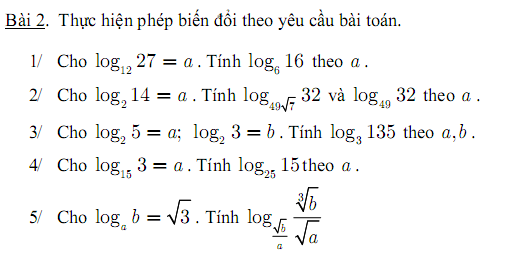 Bài 2. Thực hiện phép biến đổi theo yêu cầu bài toán.
1/ Cho log₁₂ 27 = a . Tính log₆ 16 theo a .
2/ Cho log₂ 14 = a . Tính log_{49√7} 32 và log₄₉ 32 theo a .
3/ Cho log₂ 5 = a; log₂ 3 = b . Tính log₃ 135 theo a, b .
4/ Cho log₁₅ 3 = a . Tính log₂₅ 15 theo a .
5/ Cho logₐ b = √3 . Tính log_{√b/a} ∛b/√a